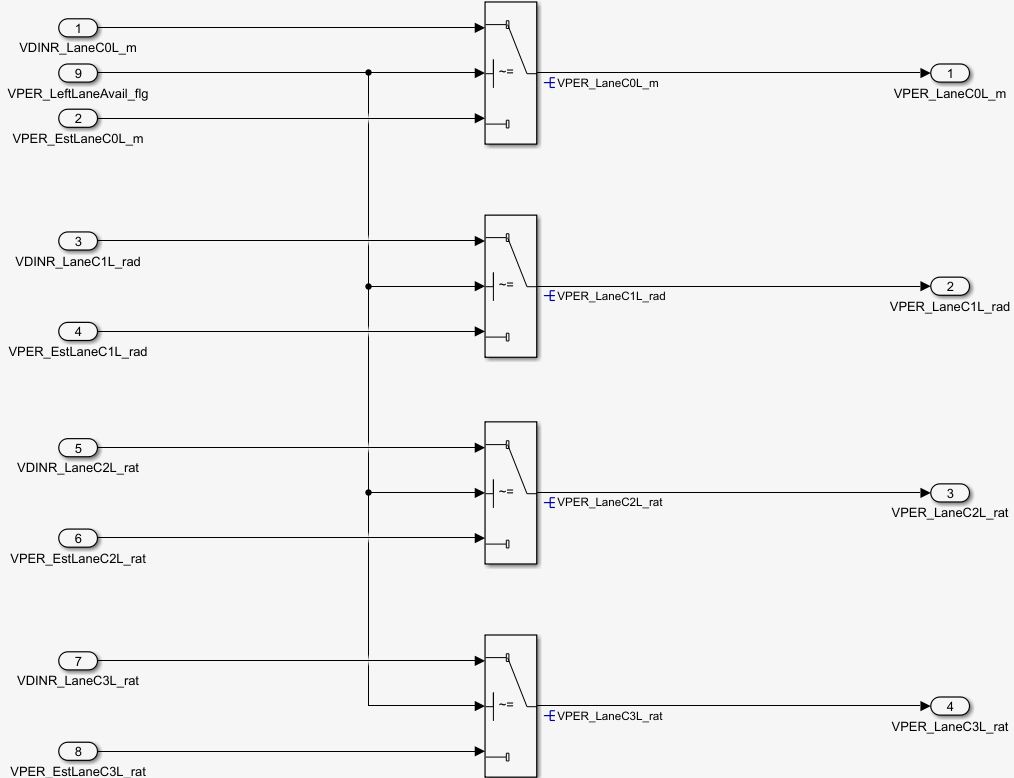 1
VDINR_LaneC0L_m
9
VPER_LeftLaneAvail_flg
2
VPER_EstLaneC0L_m
~=
VPER_LaneC0L_m
1
VPER_LaneC0L_m
3
VDINR_LaneC1L_rad
4
VPER_EstLaneC1L_rad
~=
VPER_LaneC1L_rad
2
VPER_LaneC1L_rad
5
VDINR_LaneC2L_rat
6
VPER_EstLaneC2L_rat
~=
VPER_LaneC2L_rat
3
VPER_LaneC2L_rat
7
VDINR_LaneC3L_rat
8
VPER_EstLaneC3L_rat
~=
VPER_LaneC3L_rat
4
VPER_LaneC3L_rat